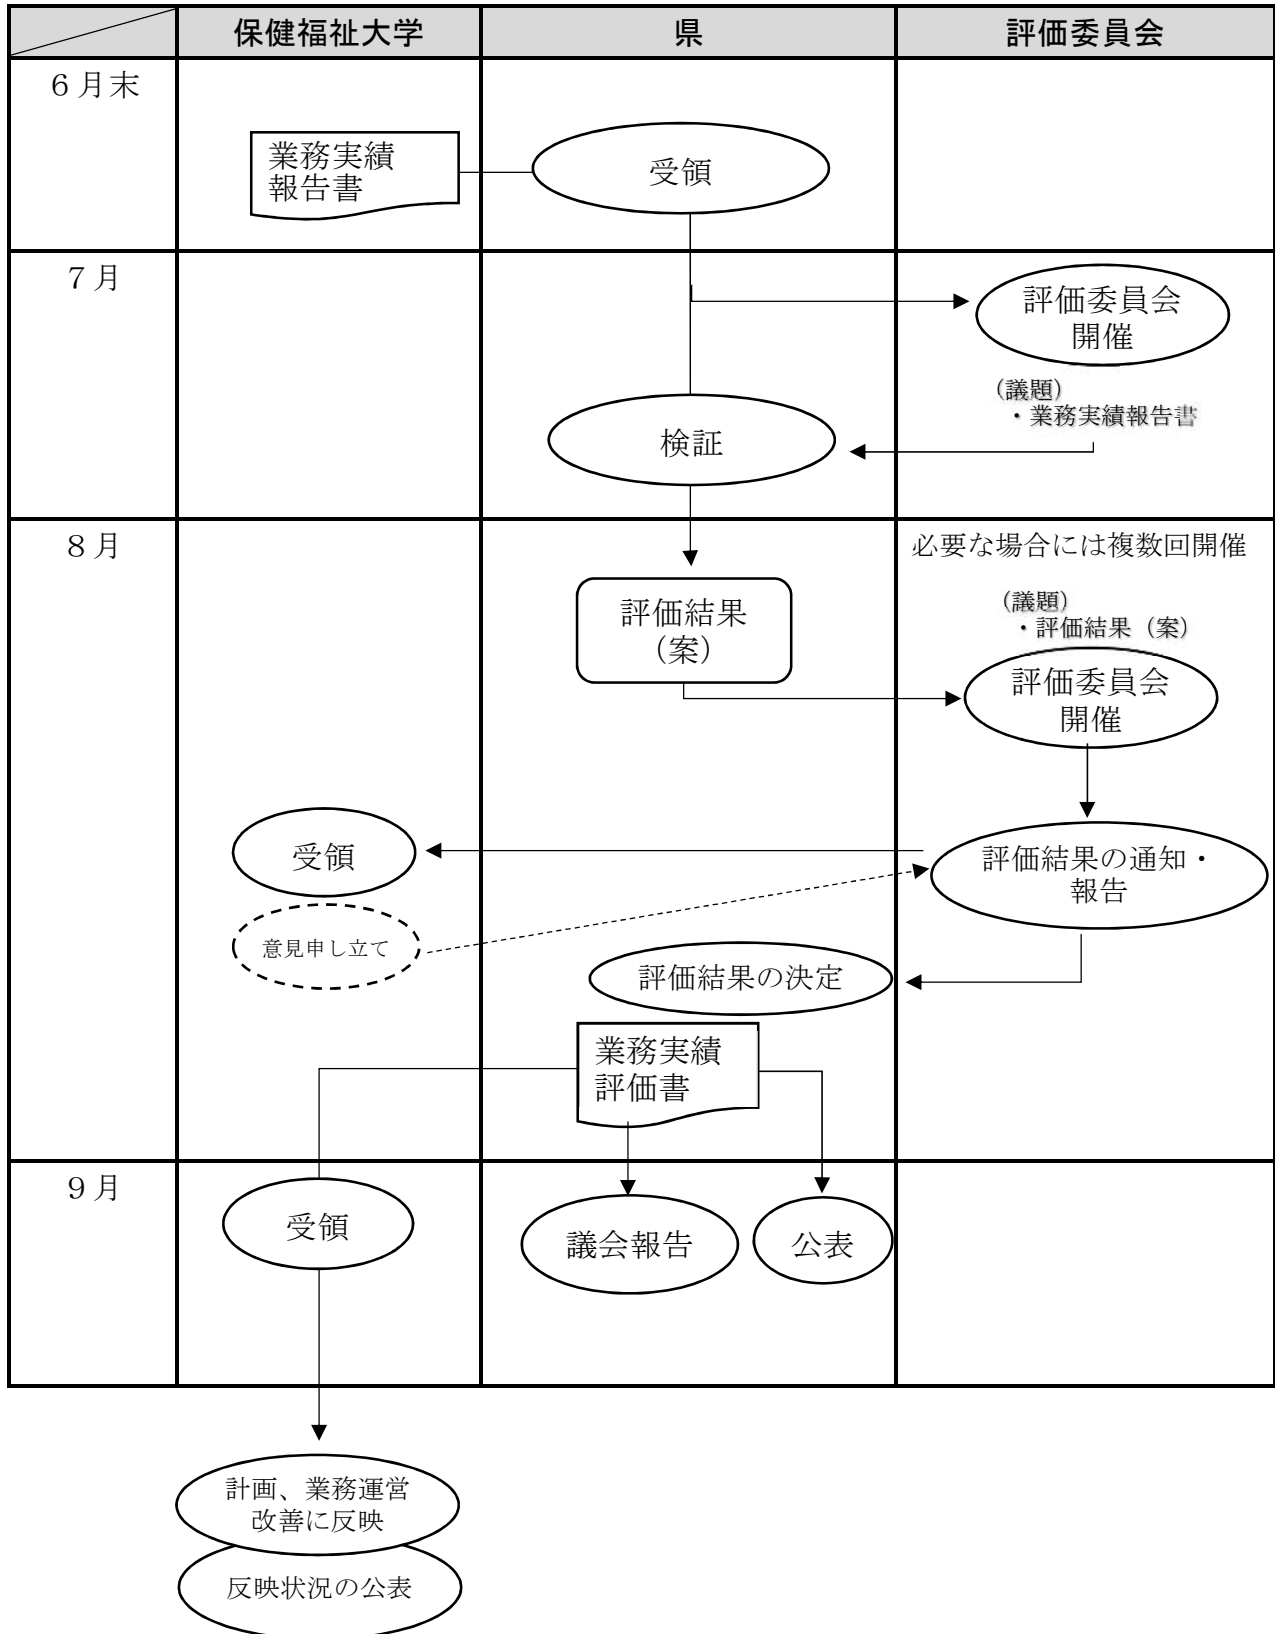 保健福祉大学
県
評価委員会
６月末
業務実績
報告書
受領
７月
評価委員会
開催
（議題）
・業務実績報告書
検証
８月
必要な場合には複数回開催
評価結果
（案）
（議題）
・評価結果（案）
評価委員会
開催
受領
評価結果の通知・
報告
意見申し立て
評価結果の決定
業務実績
評価書
９月
受領
議会報告
公表
計画、業務運営
改善に反映
反映状況の公表